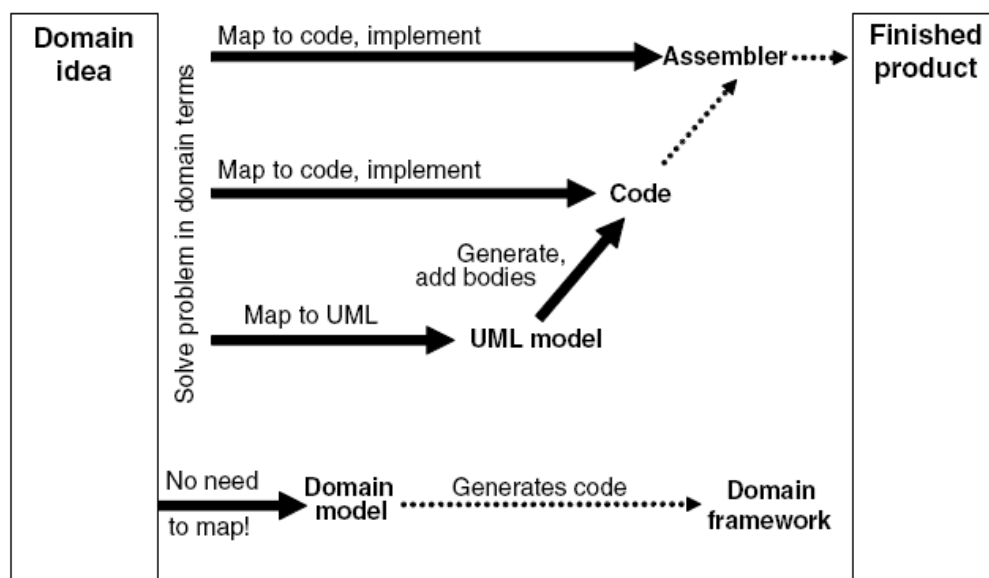 Domain
idea
Solve problem in domain terms
Map to code, implement
Assembler
Finished
product
Map to code, implement
Code
Generate,
add bodies
Map to UML
UML model
No need
to map!
Domain
model
Generates code
Domain
framework